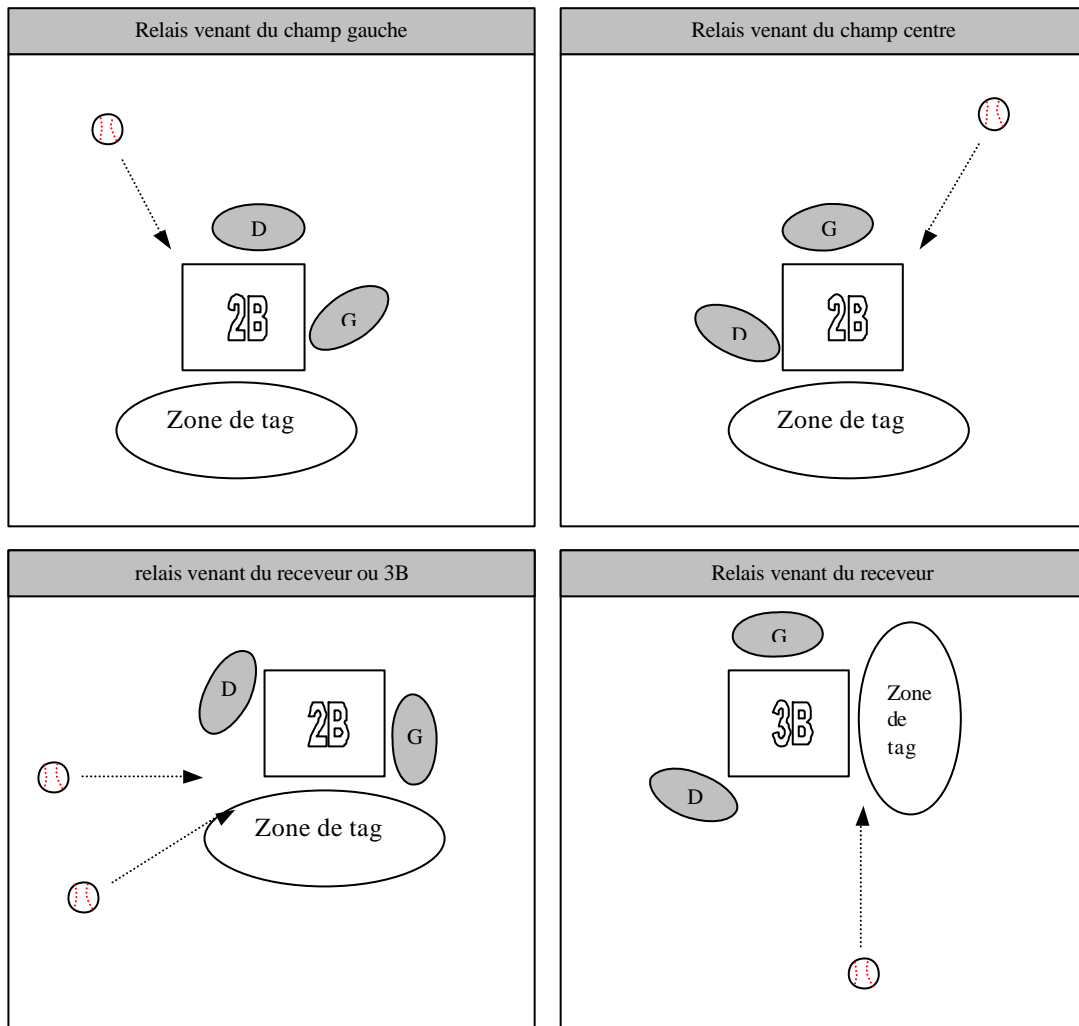 Relais venant du champ gauche
D
2B
G
Zone de tag
Relais venant du champ centre
G
2B
D
Zone de tag
relais venant du receveur ou 3B
D
2B
G
Zone de tag
Relais venant du receveur
G
3B
Zone
de
tag
D